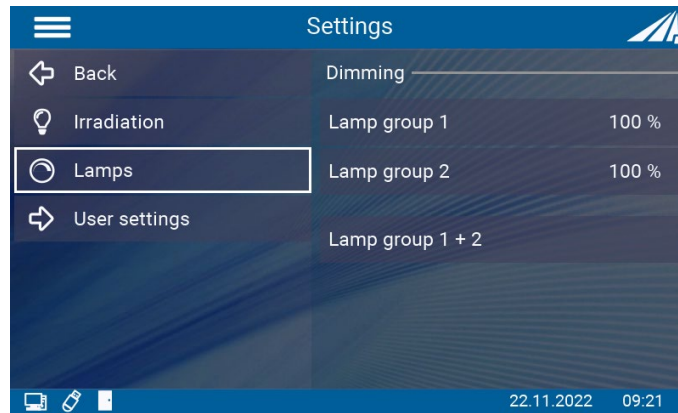 Settings
Back
Irradiation
Lamps
User settings
Dimming
Lamp group 1 100 %
Lamp group 2 100 %
Lamp group 1 + 2
22.11.2022 09:21